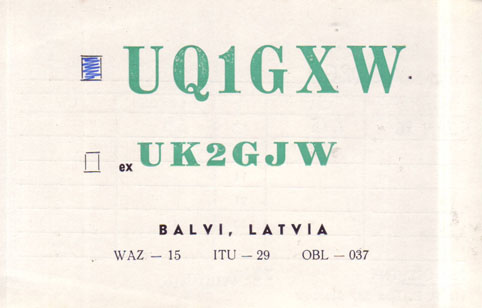 UQ1GXW
ex UK2GJW
BALVI, LATVIA
WAZ — 15 ITU — 29 OBL — 037